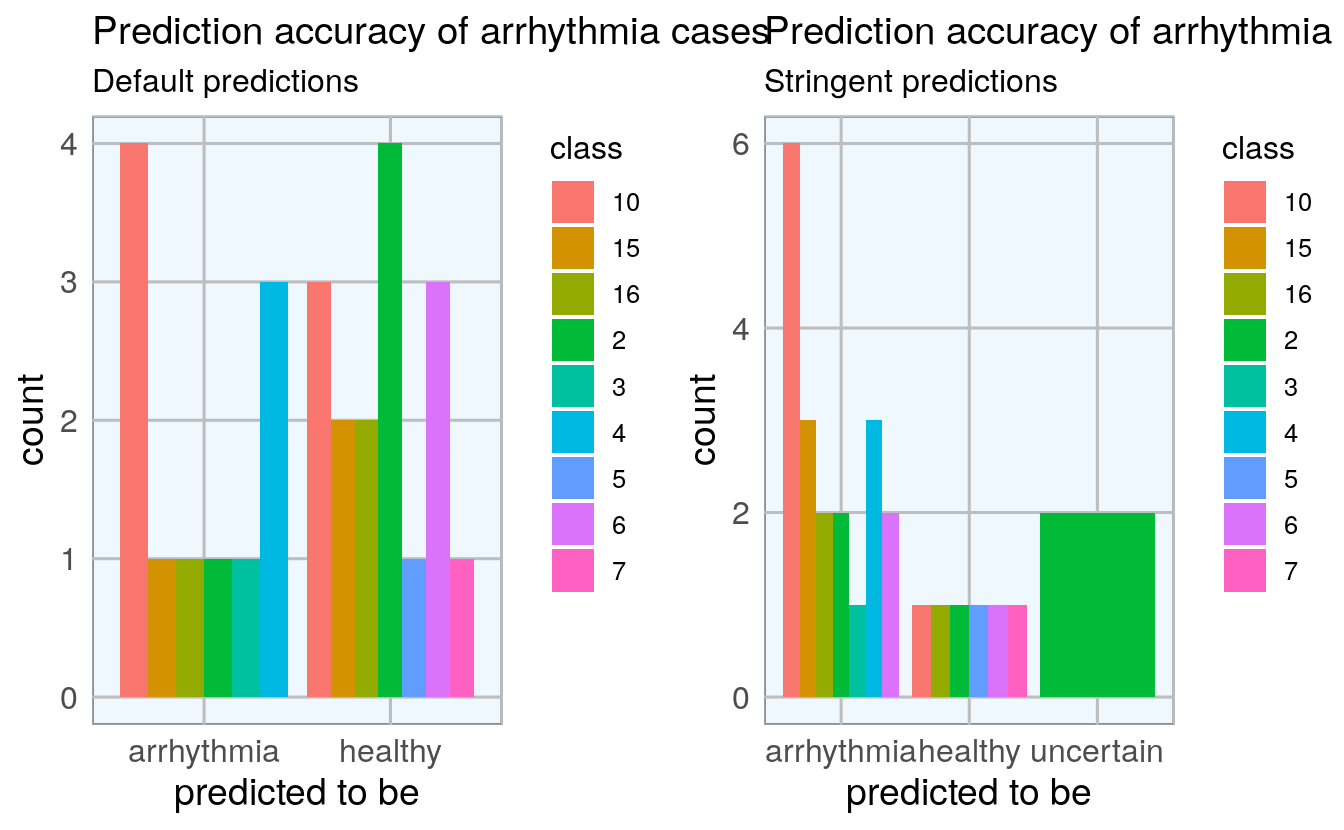 Prediction accuracy of arrhythmia cases
Default predictions
4
3
2
1
0
count
arrhythmia
healthy
predicted to be
class
10
15
16
2
3
4
5
6
7
Prediction accuracy of arrhythmia
Stringent predictions
6
4
2
0
count
arrhythmia
healthy
uncertain
predicted to be
class
10
15
16
2
3
4
5
6
7